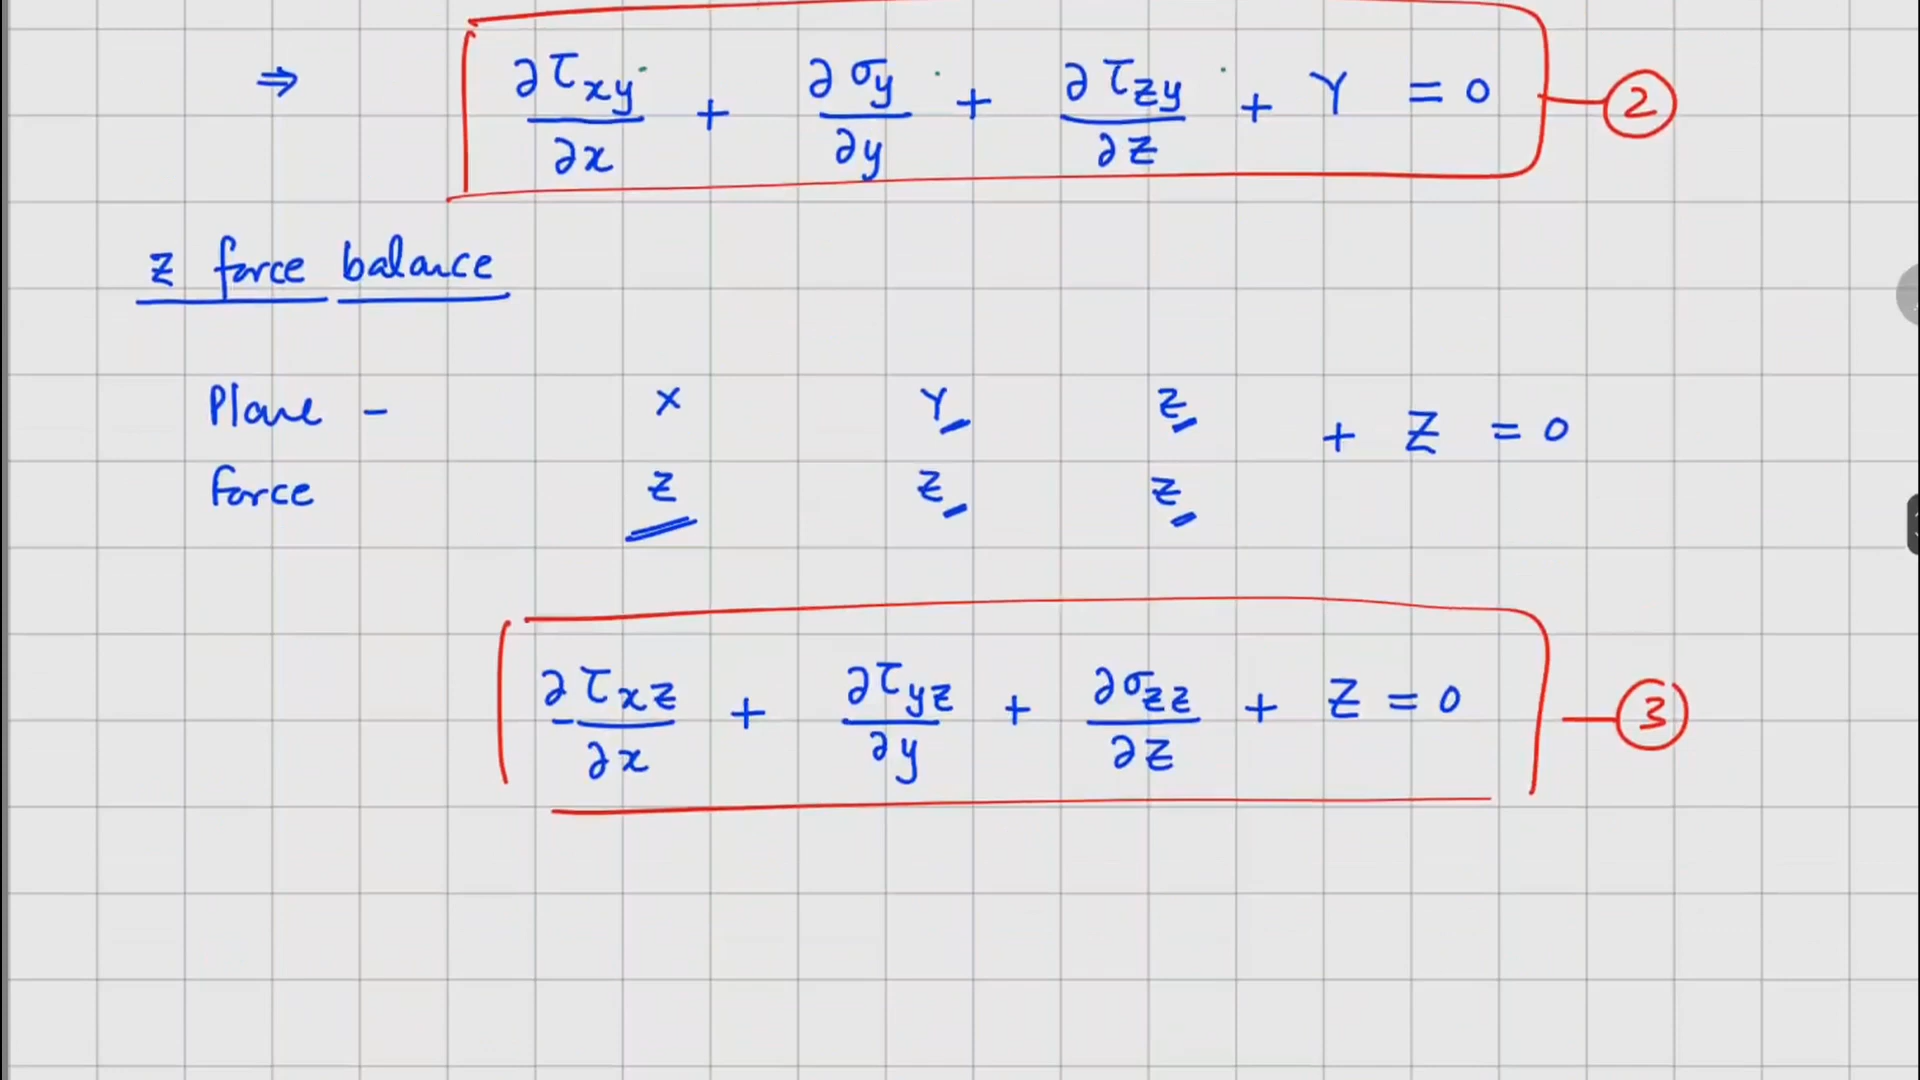 ⇒ ∂τxy/∂x + ∂σy/∂y + ∂τzy/∂z + Y = 0 — ②
z force balance
Plane - x Y z + Z = 0
force z z z
∂τxz/∂x + ∂τyz/∂y + ∂σzz/∂z + Z = 0 — ③